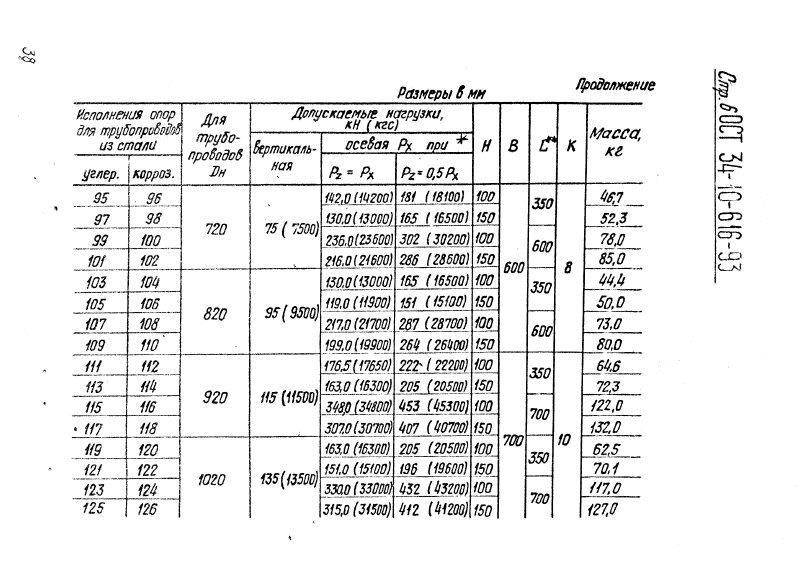 38
Продолжение
Стр. 6 ОСТ 34-10-616-93
Размеры в мм
Исполнения опор для трубопроводов из стали | Для трубо-проводов Dн | Допускаемые нагрузки, кН (кгс) | H | B | L** | K | Масса, кг
вертикаль-ная | осевая Px при *
углер. | корроз. | Pz = Px | Pz = 0,5 Px
95 96 720 75 (7500) 142,0 (14200) 181 (18100) 100 600 350 8 46,7
97 98 130,0 (13000) 165 (16500) 150 52,3
99 100 236,0 (23600) 302 (30200) 100 600 78,0
101 102 216,0 (21600) 286 (28600) 150 85,0
103 104 820 95 (9500) 130,0 (13000) 165 (16500) 100 350 44,4
105 106 119,0 (11900) 151 (15100) 150 50,0
107 108 217,0 (21700) 287 (28700) 100 600 73,0
109 110 199,0 (19900) 264 (26400) 150 80,0
111 112 920 115 (11500) 176,5 (17650) 222 (22200) 100 700 350 10 64,6
113 114 163,0 (16300) 205 (20500) 150 72,3
115 116 348,0 (34800) 453 (45300) 100 700 122,0
117 118 307,0 (30700) 407 (40700) 150 132,0
119 120 1020 135 (13500) 163,0 (16300) 205 (20500) 100 350 62,5
121 122 151,0 (15100) 196 (19600) 150 70,1
123 124 330,0 (33000) 432 (43200) 100 700 117,0
125 126 315,0 (31500) 412 (41200) 150 127,0